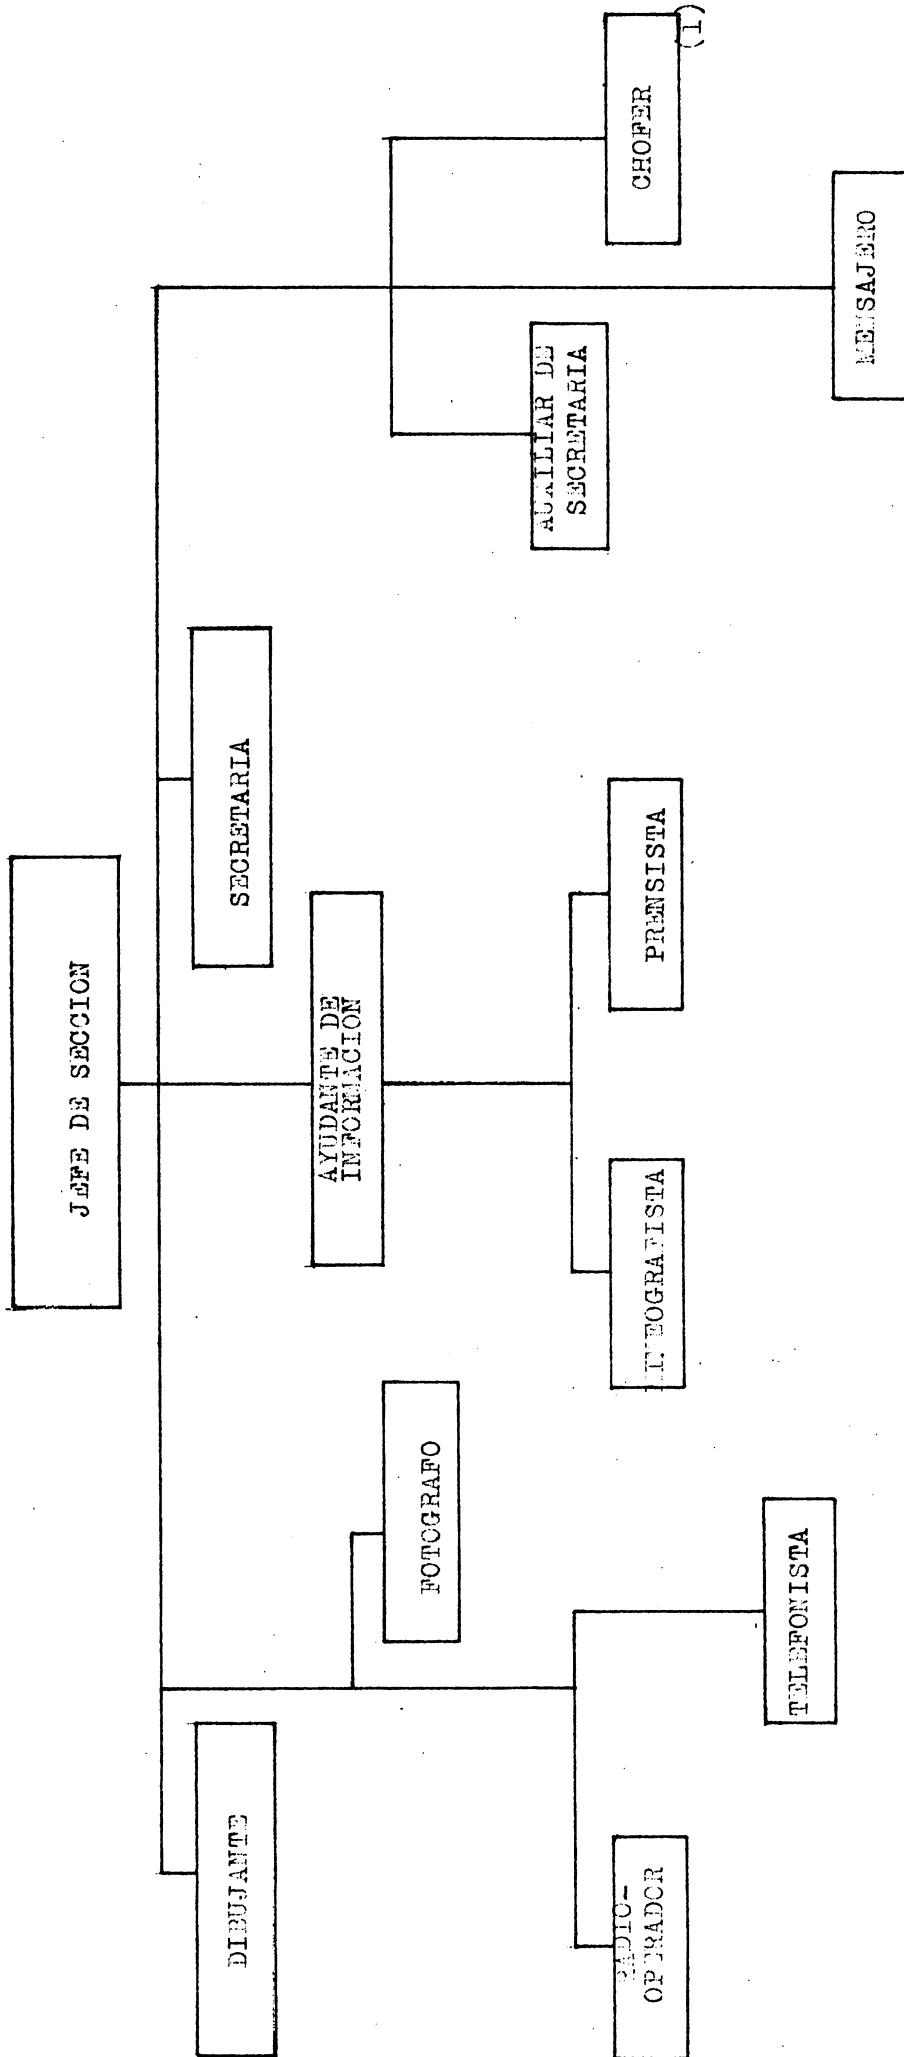 JEFE DE SECCION
DIBUJANTE
SECRETARIA
AYUDANTE DE
INFORMACION
FOTOGRAFO
RADIO-
OPERADOR
PRENSISTA
AUXILIAR DE
SECRETARIA
CHOFER
(1)
TELEFONISTA
MENSAJERO